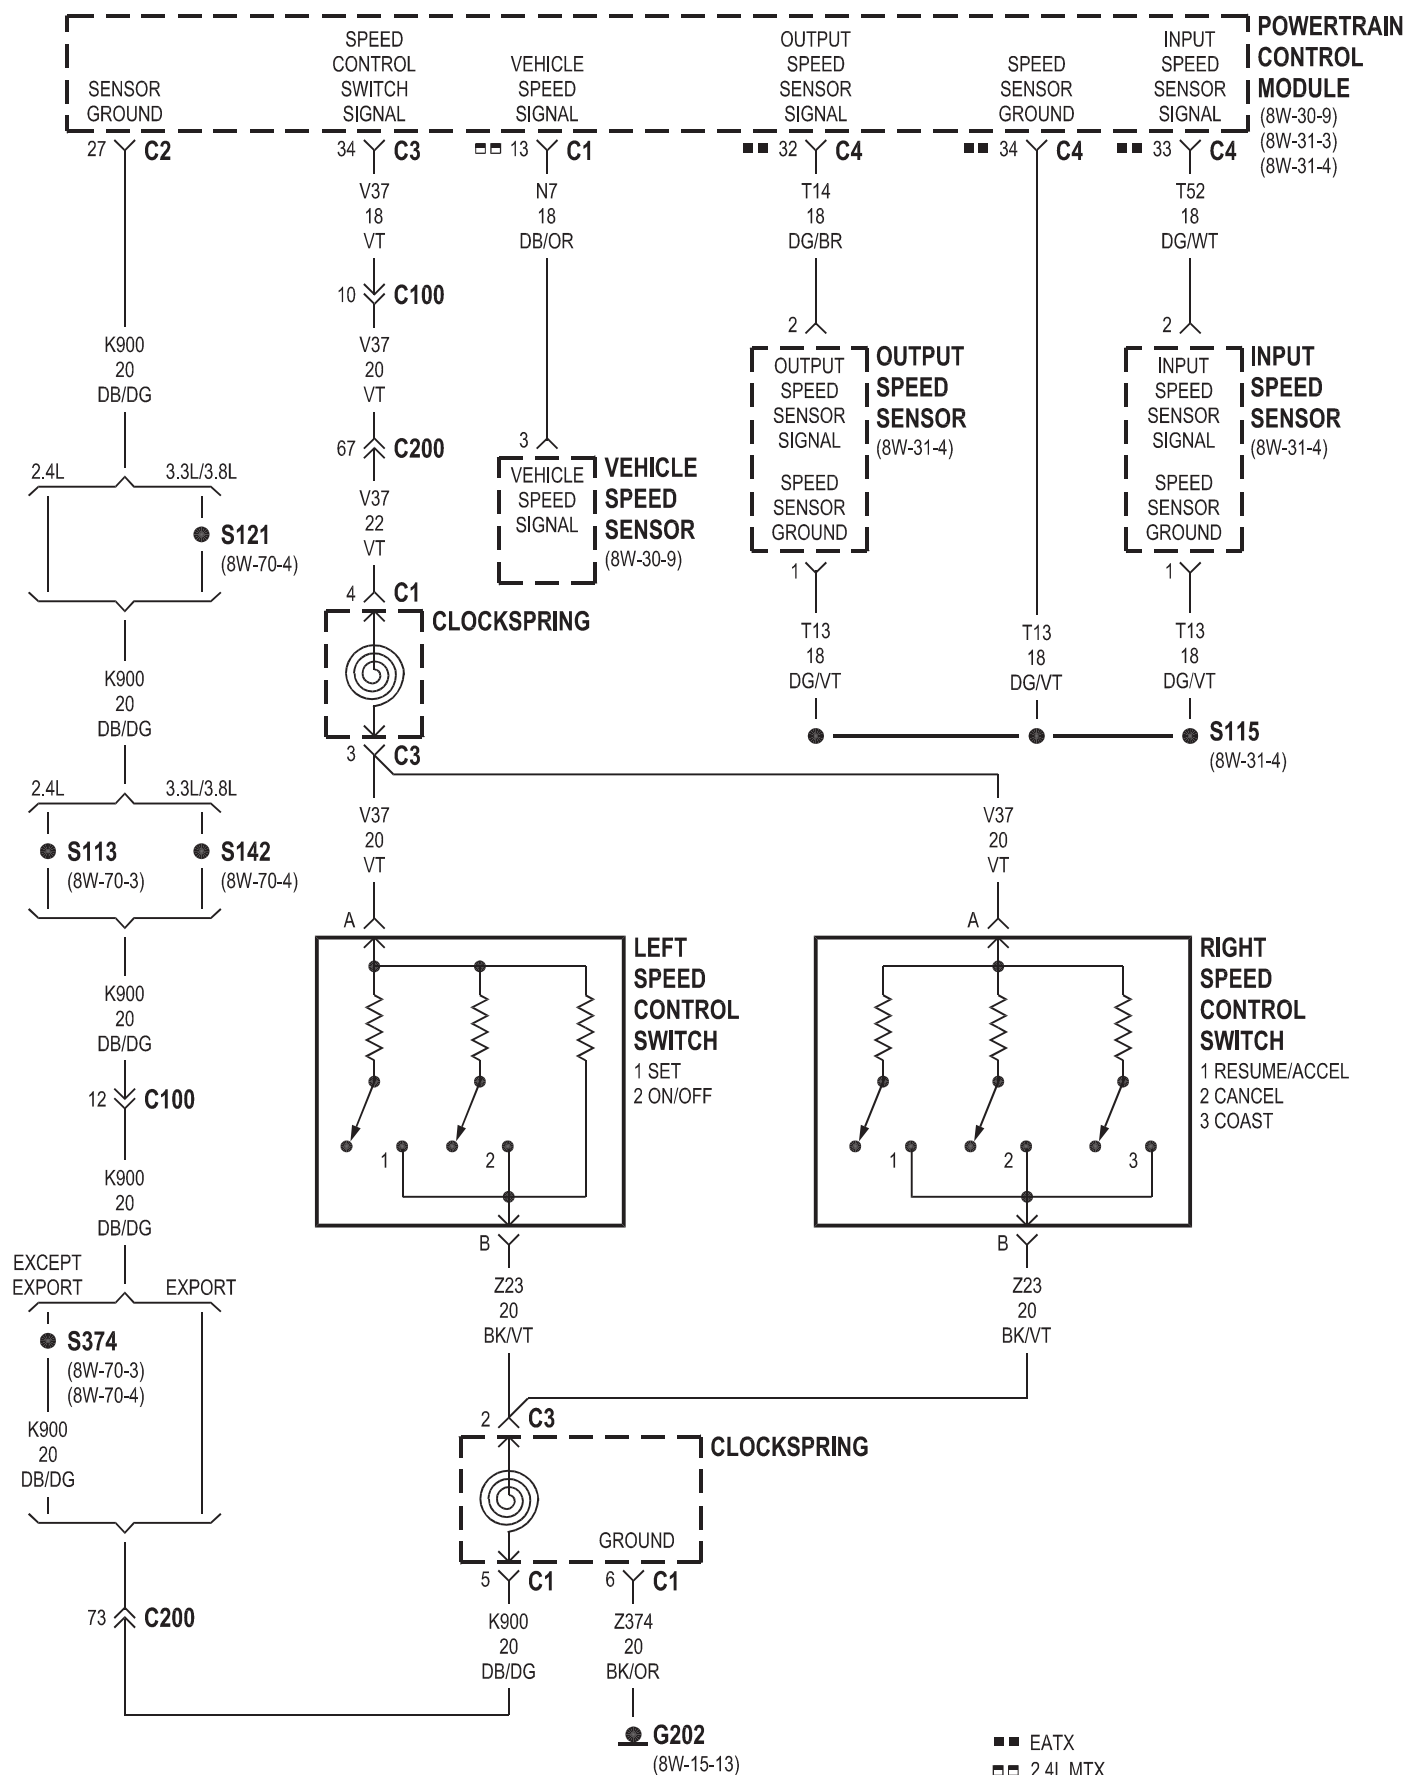 POWERTRAIN
CONTROL
MODULE
(8W-30-9)
(8W-31-3)
(8W-31-4)
SENSOR
GROUND
SPEED
CONTROL
SWITCH
SIGNAL
VEHICLE
SPEED
SIGNAL
OUTPUT
SPEED
SENSOR
SIGNAL
SPEED
SENSOR
GROUND
INPUT
SPEED
SENSOR
SIGNAL
27 C2
34 C3
13 C1
32 C4
34 C4
33 C4
V37
18
VT
N7
18
DB/OR
T14
18
DG/BR
T52
18
DG/WT
10 C100
K900
20
DB/DG
V37
20
VT
67 C200
3
VEHICLE
SPEED
SIGNAL
VEHICLE
SPEED
SENSOR
(8W-30-9)
2
OUTPUT
SPEED
SENSOR
SIGNAL
SPEED
SENSOR
GROUND
OUTPUT
SPEED
SENSOR
(8W-31-4)
1
2
INPUT
SPEED
SENSOR
SIGNAL
SPEED
SENSOR
GROUND
INPUT
SPEED
SENSOR
(8W-31-4)
1
2.4L
3.3L/3.8L
S121
(8W-70-4)
V37
22
VT
4 C1
CLOCKSPRING
3 C3
T13
18
DG/VT
T13
18
DG/VT
T13
18
DG/VT
S115
(8W-31-4)
K900
20
DB/DG
2.4L
3.3L/3.8L
S113
(8W-70-3)
S142
(8W-70-4)
V37
20
VT
V37
20
VT
A
A
LEFT
SPEED
CONTROL
SWITCH
1 SET
2 ON/OFF
1
2
B
RIGHT
SPEED
CONTROL
SWITCH
1 RESUME/ACCEL
2 CANCEL
3 COAST
1
2
3
B
K900
20
DB/DG
12 C100
K900
20
DB/DG
EXCEPT
EXPORT
EXPORT
S374
(8W-70-3)
(8W-70-4)
K900
20
DB/DG
73 C200
Z23
20
BK/VT
Z23
20
BK/VT
2 C3
CLOCKSPRING
GROUND
5 C1
6 C1
K900
20
DB/DG
Z374
20
BK/OR
G202
(8W-15-13)
EATX
2.4L MTX